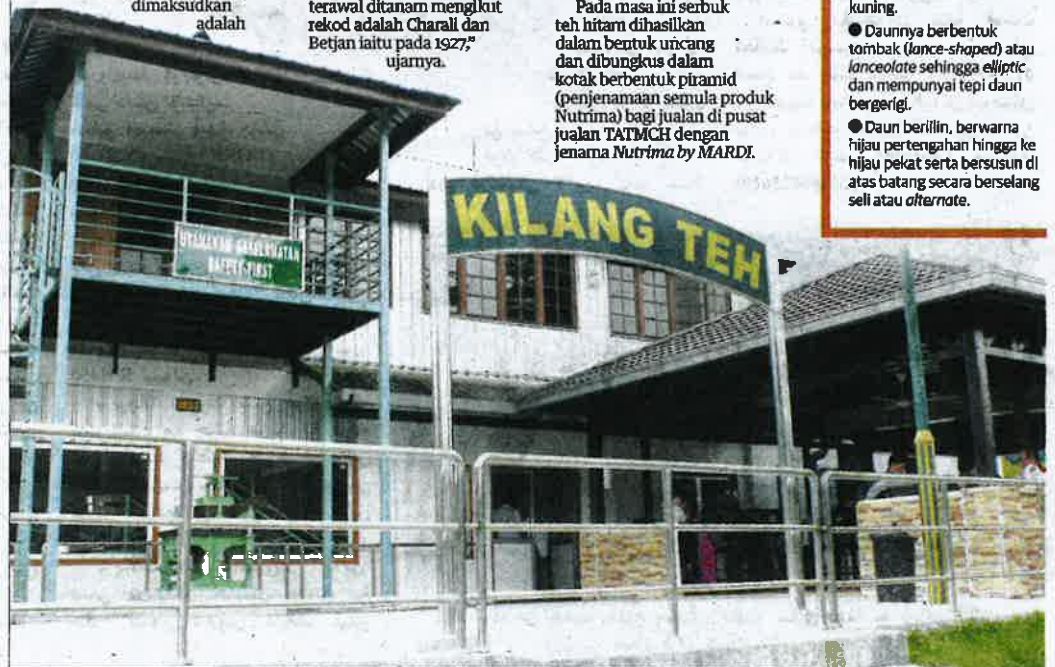 dimaksudkan
adalah
terawal ditanam mengikut
rekod adalah Charali dan
Betjan iaitu pada 1927,"
ujarnya.
Pada masa ini serbuk
teh hitam dihasilkan
dalam bentuk uncang
dan dibungkus dalam
kotak berbentuk piramid
(penjenamaan semula produk
Nutrima) bagi jualan di pusat
jualan TATMCH dengan
jenama Nutrima by MARDI.
kuning.
● Daunnya berbentuk
tombak (lance-shaped) atau
lanceolate sehingga elliptic
dan mempunyai tepi daun
bergerigi.
● Daun berlilin, berwarna
hijau pertengahan hingga ke
hijau pekat serta bersusun di
atas batang secara berselang
seli atau alternate.
UTAMAKAN KESELAMATAN
SAFETY FIRST
KILANG TEH